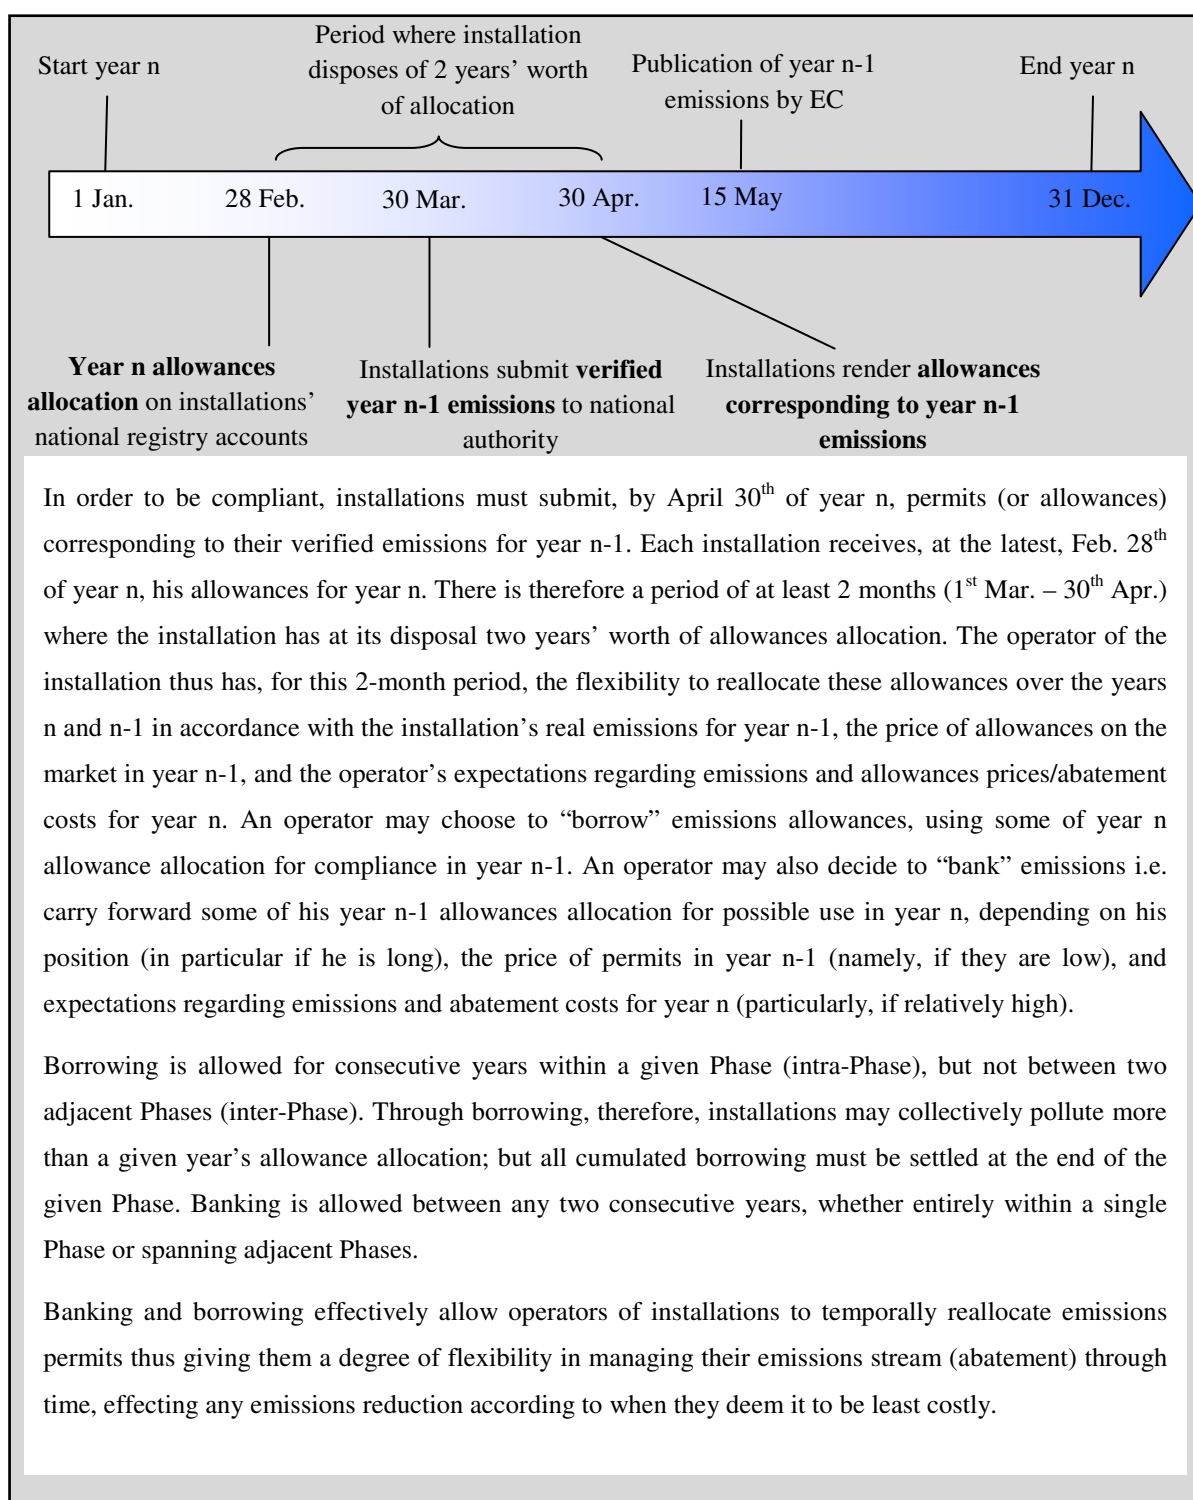 Start year n
Period where installation
disposes of 2 years’ worth
of allocation
Publication of year n-1
emissions by EC
End year n
1 Jan.
28 Feb.
30 Mar.
30 Apr.
15 May
31 Dec.
Year n allowances
allocation on installations’
national registry accounts
Installations submit verified
year n-1 emissions to national
authority
Installations render allowances
corresponding to year n-1
emissions
In order to be compliant, installations must submit, by April 30th of year n, permits (or allowances)
corresponding to their verified emissions for year n-1. Each installation receives, at the latest, Feb. 28th
of year n, his allowances for year n. There is therefore a period of at least 2 months (1st Mar. – 30th Apr.)
where the installation has at its disposal two years’ worth of allowances allocation. The operator of the
installation thus has, for this 2-month period, the flexibility to reallocate these allowances over the years
n and n-1 in accordance with the installation’s real emissions for year n-1, the price of allowances on the
market in year n-1, and the operator’s expectations regarding emissions and allowances prices/abatement
costs for year n. An operator may choose to “borrow” emissions allowances, using some of year n
allowance allocation for compliance in year n-1. An operator may also decide to “bank” emissions i.e.
carry forward some of his year n-1 allowances allocation for possible use in year n, depending on his
position (in particular if he is long), the price of permits in year n-1 (namely, if they are low), and
expectations regarding emissions and abatement costs for year n (particularly, if relatively high).
Borrowing is allowed for consecutive years within a given Phase (intra-Phase), but not between two
adjacent Phases (inter-Phase). Through borrowing, therefore, installations may collectively pollute more
than a given year’s allowance allocation; but all cumulated borrowing must be settled at the end of the
given Phase. Banking is allowed between any two consecutive years, whether entirely within a single
Phase or spanning adjacent Phases.
Banking and borrowing effectively allow operators of installations to temporally reallocate emissions
permits thus giving them a degree of flexibility in managing their emissions stream (abatement) through
time, effecting any emissions reduction according to when they deem it to be least costly.